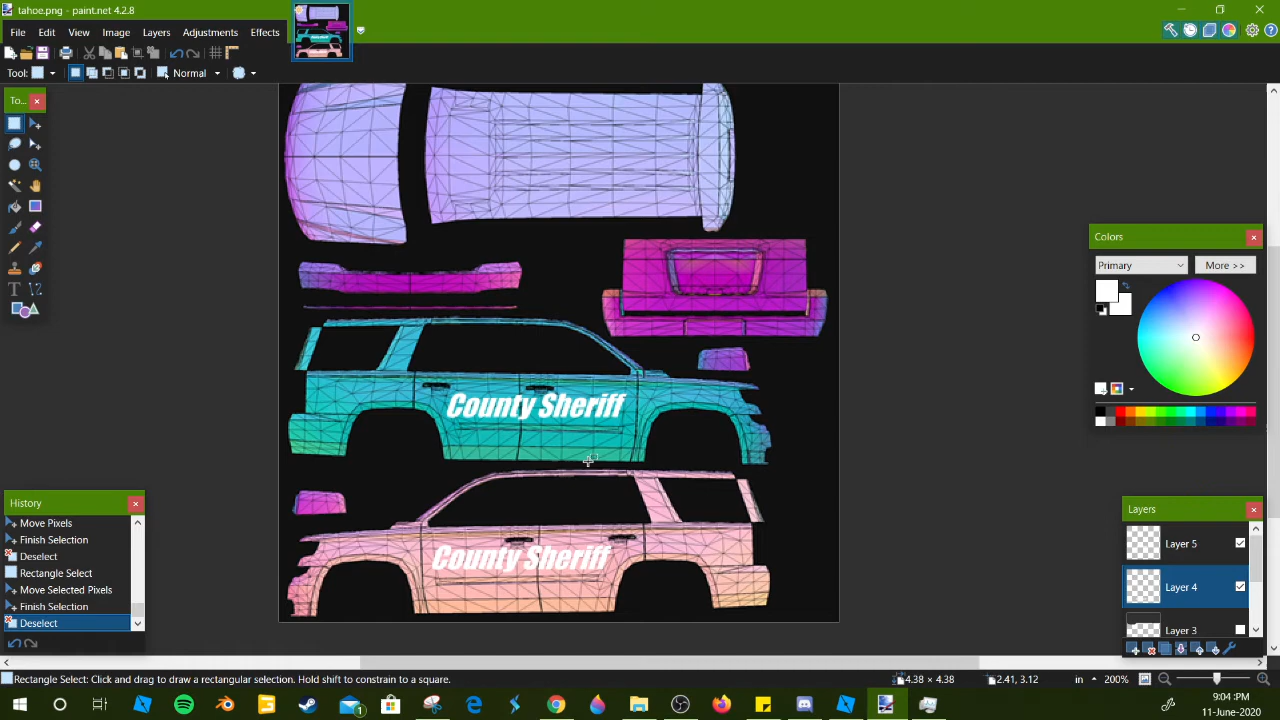 tahoe.png - paint.net 4.2.8
File Edit View Image Layers Adjustments Effects
Tool: Normal
To...
Colors
Primary More >>
County Sheriff
County Sheriff
History
Move Pixels
Finish Selection
Deselect
Rectangle Select
Move Selected Pixels
Finish Selection
Deselect
Layers
Layer 5
Layer 4
Layer 3
Rectangle Select: Click and drag to draw a rectangular selection. Hold shift to constrain to a square.
4.38 × 4.38 2.41, 3.12 in 200%
9:04 PM
11-June-2020